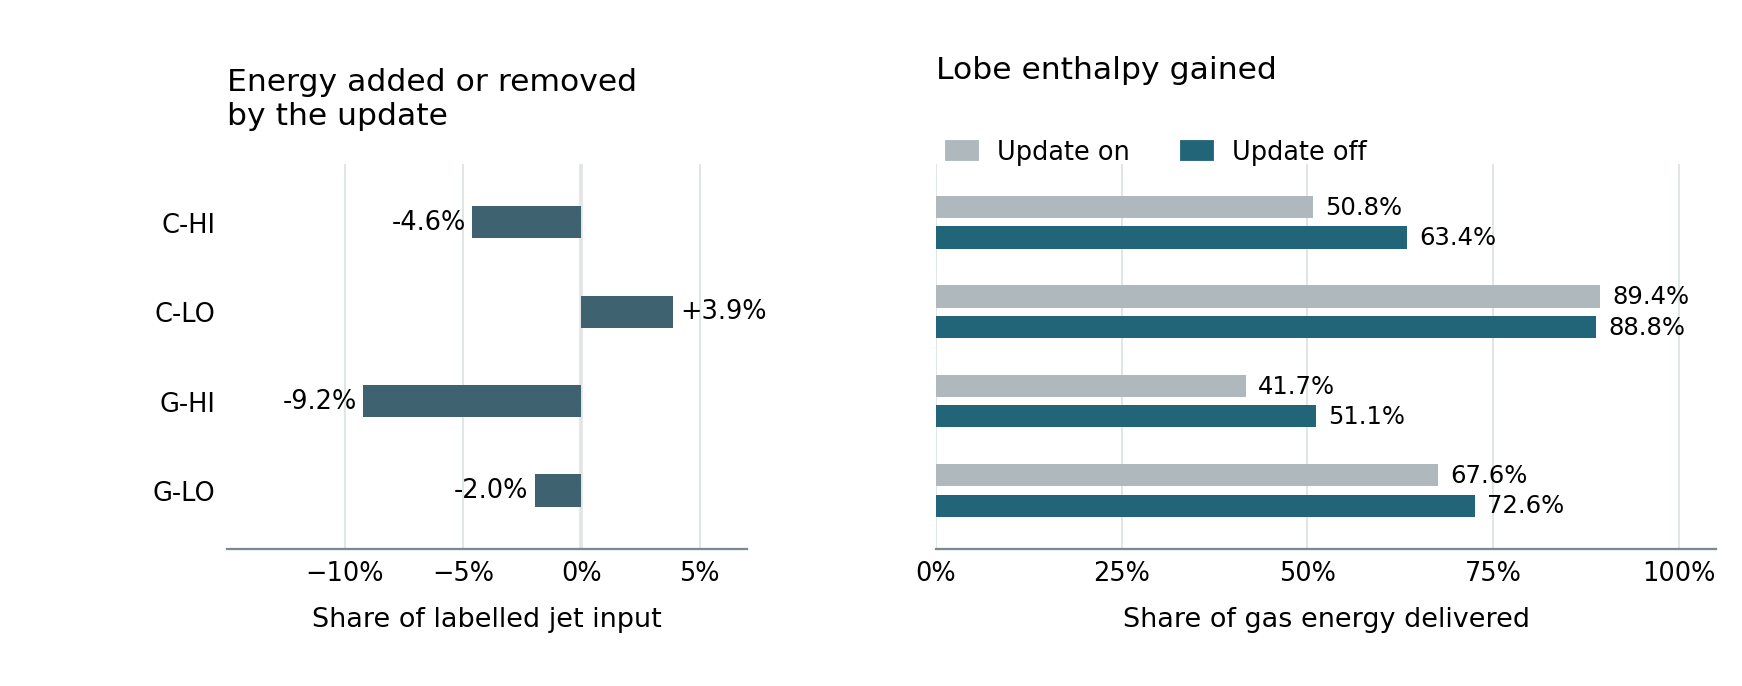 Energy added or removed
by the update
C-HI
C-LO
G-HI
G-LO
-4.6%
+3.9%
-9.2%
-2.0%
−10%
−5%
0%
5%
Share of labelled jet input
Lobe enthalpy gained
Update on
Update off
50.8%
63.4%
89.4%
88.8%
41.7%
51.1%
67.6%
72.6%
0%
25%
50%
75%
100%
Share of gas energy delivered